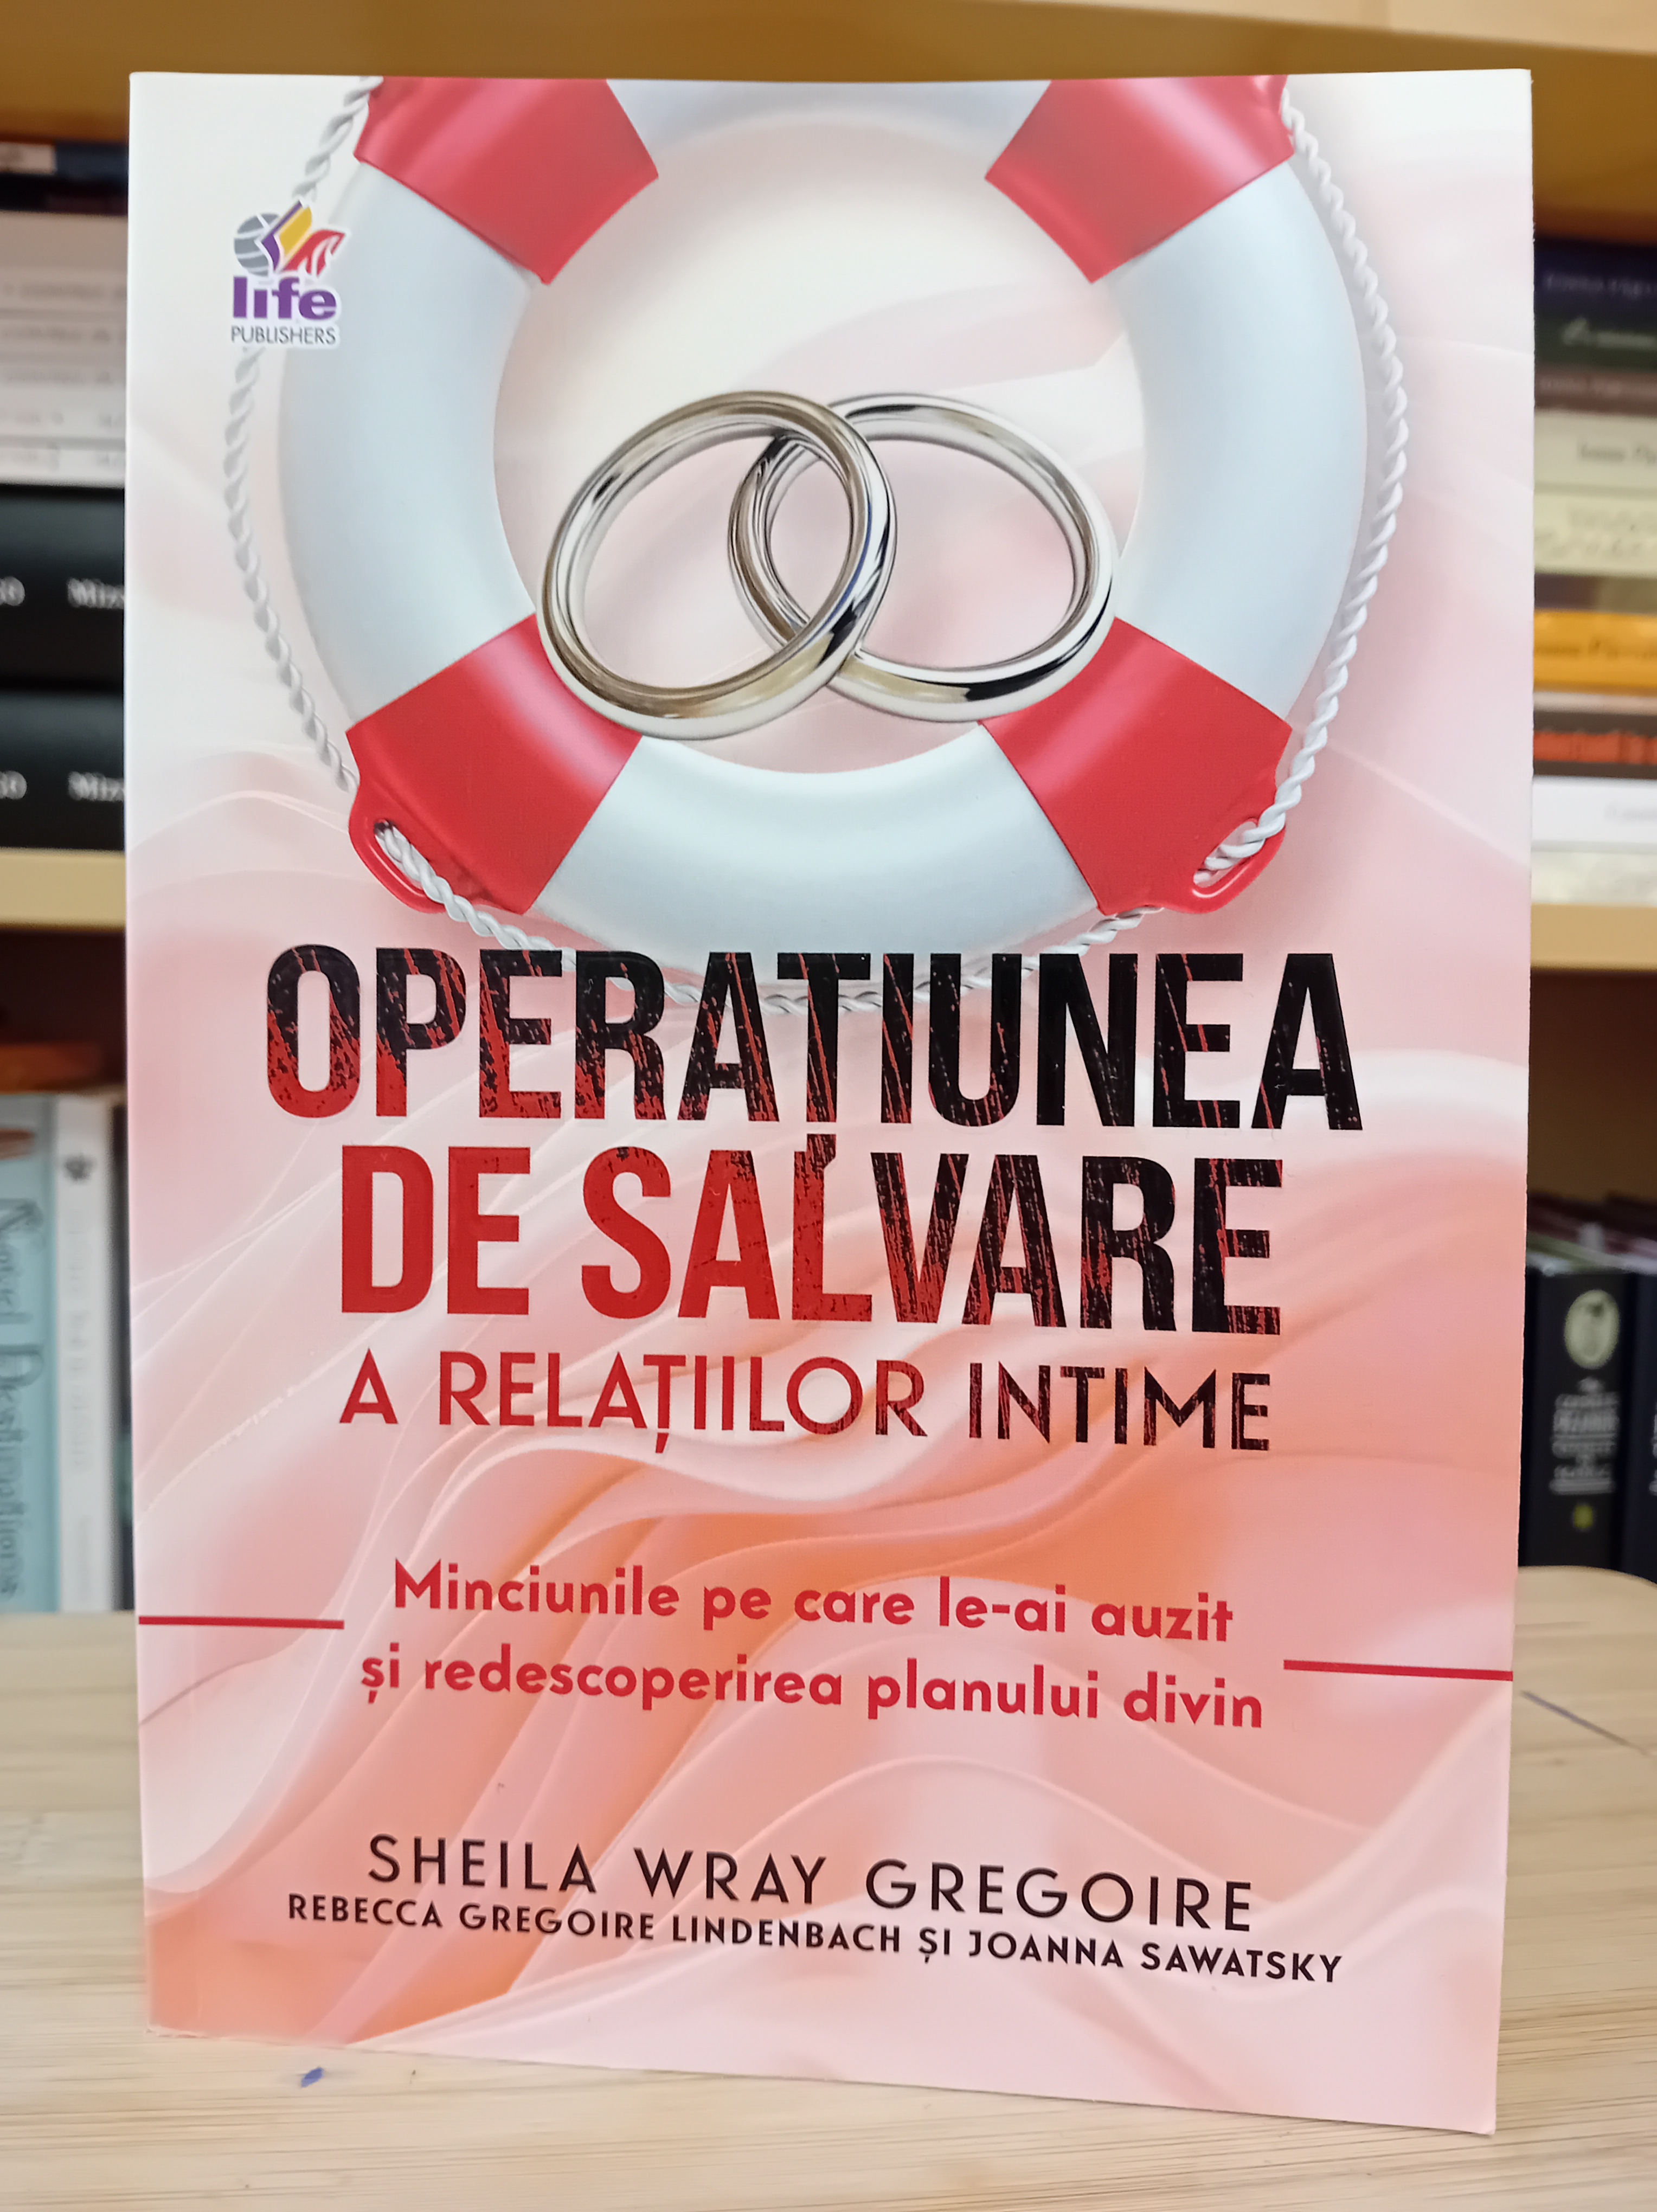 life
PUBLISHERS
OPERAȚIUNEA
DE SALVARE
A RELAȚIILOR INTIME
Minciunile pe care le-ai auzit
și redescoperirea planului divin
SHEILA WRAY GREGOIRE
REBECCA GREGOIRE LINDENBACH ȘI JOANNA SAWATSKY